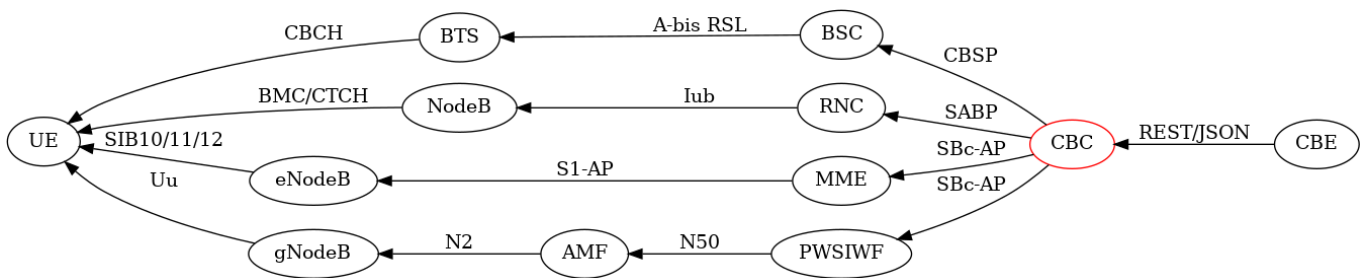 CBCH
BTS
A-bis RSL
BSC
CBSP
BMC/CTCH
NodeB
Iub
RNC
SABP
UE
SIB10/11/12
CBC
REST/JSON
CBE
SBc-AP
Uu
eNodeB
S1-AP
MME
SBc-AP
gNodeB
N2
AMF
N50
PWSIWF